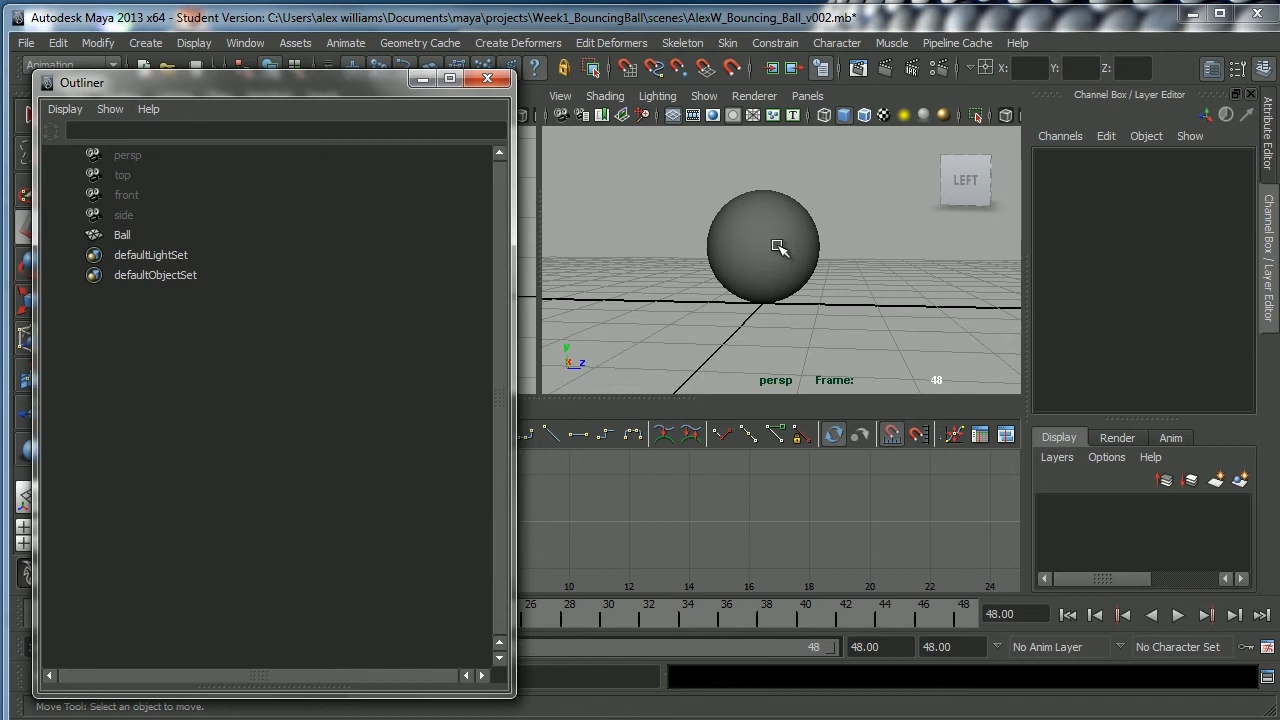 Autodesk Maya 2013 x64 - Student Version: C:\Users\alex williams\Documents\maya\projects\Week1_BouncingBall\scenes\AlexW_Bouncing_Ball_v002.mb*
File Edit Modify Create Display Window Assets Animate Geometry Cache Create Deformers Edit Deformers Skeleton Skin Constrain Character Muscle Pipeline Cache Help
Animation
X: Y: Z:
Outliner
Display Show Help
persp
top
front
side
Ball
defaultLightSet
defaultObjectSet
View Shading Lighting Show Renderer Panels
LEFT
y
x z
persp Frame: 48
Channel Box / Layer Editor
Channels Edit Object Show
Attribute Editor
Channel Box / Layer Editor
Display Render Anim
Layers Options Help
10 12 14 16 18 20 22 24
26 28 30 32 34 36 38 40 42 44 46 48
48.00
48 48.00 48.00 No Anim Layer No Character Set
Move Tool: Select an object to move.